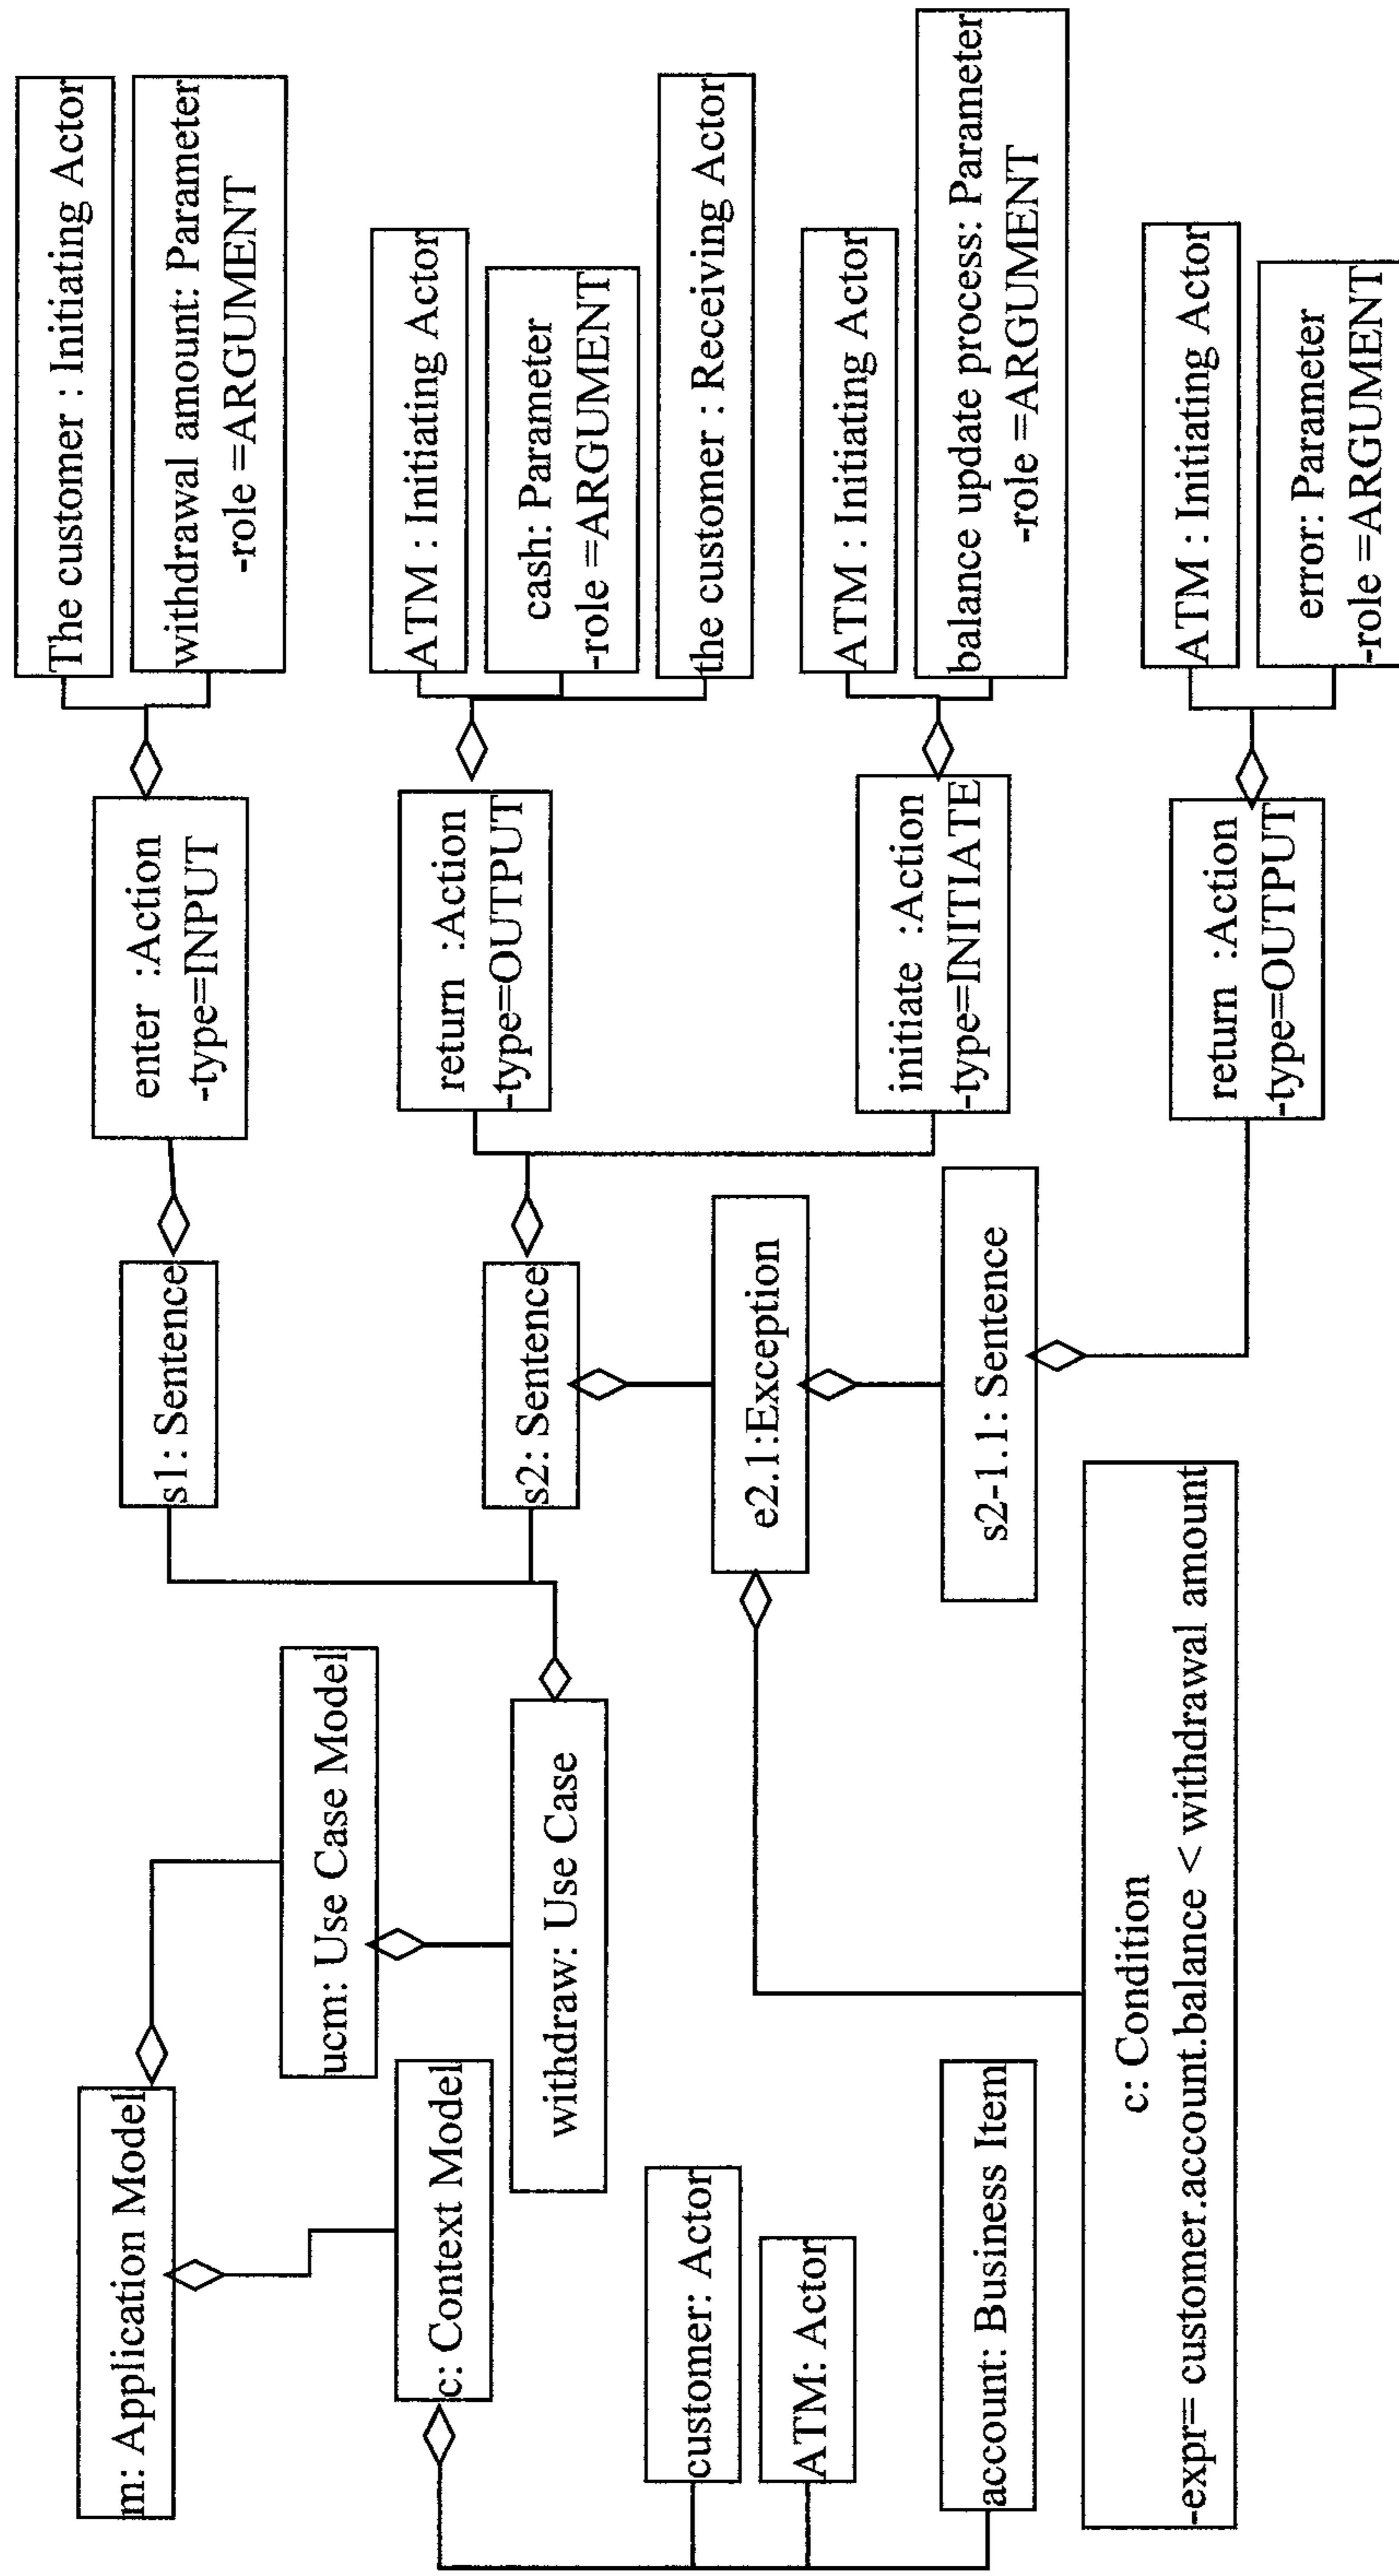 m: Application Model
ucm: Use Case Model
c: Context Model
withdraw: Use Case
customer: Actor
ATM: Actor
account: Business Item
c: Condition
-expr= customer.account.balance < withdrawal amount
s1: Sentence
s2: Sentence
e2.1:Exception
s2-1.1: Sentence
enter :Action
-type=INPUT
return :Action
-type=OUTPUT
initiate :Action
-type=INITIATE
return :Action
-type=OUTPUT
The customer : Initiating Actor
withdrawal amount: Parameter
-role =ARGUMENT
ATM : Initiating Actor
cash: Parameter
-role =ARGUMENT
the customer : Receiving Actor
ATM : Initiating Actor
balance update process: Parameter
-role =ARGUMENT
ATM : Initiating Actor
error: Parameter
-role =ARGUMENT